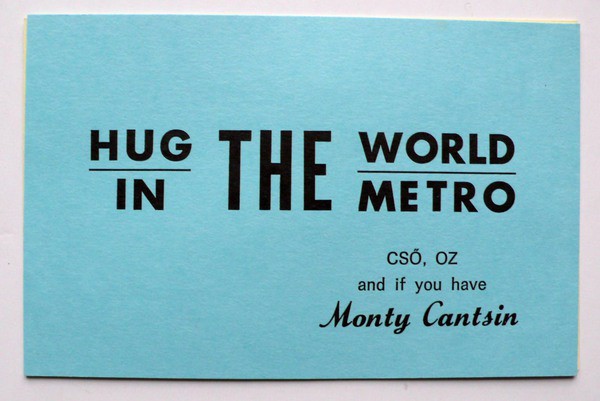 HUG THE WORLD
IN METRO
CSŐ, OZ
and if you have
Monty Cantsin